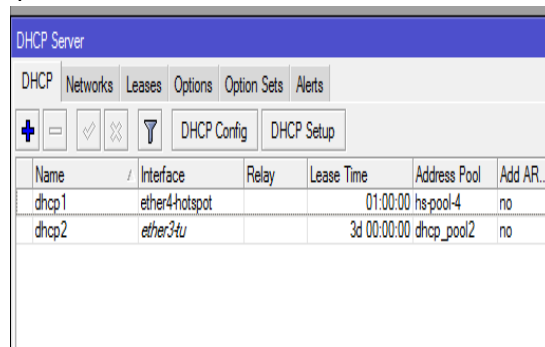 DHCP Server
DHCP Networks Leases Options Option Sets Alerts
DHCP Config DHCP Setup
Name Interface Relay Lease Time Address Pool Add AR...
dhcp1 ether4-hotspot 01:00:00 hs-pool-4 no
dhcp2 ether3-tu 3d 00:00:00 dhcp_pool2 no